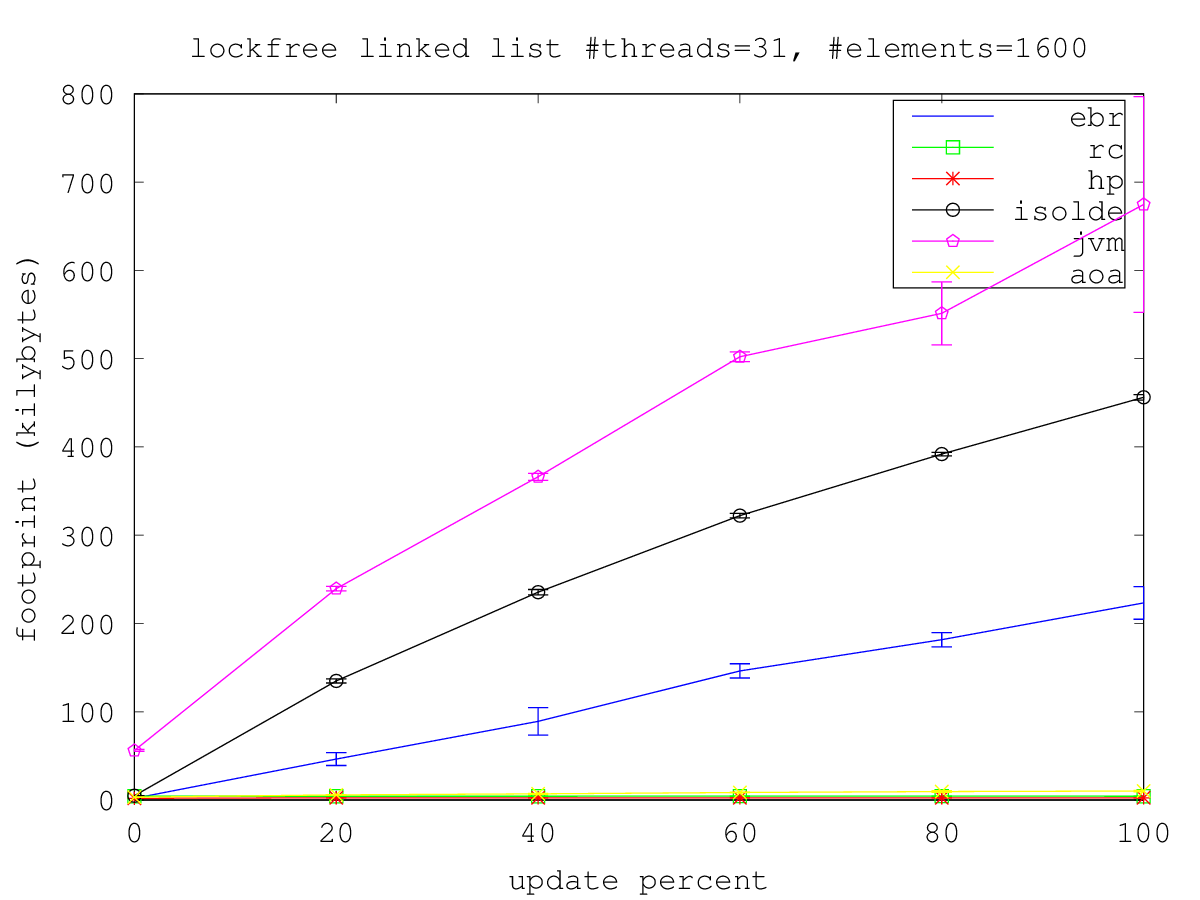 lockfree linked list #threads=31, #elements=1600
800
700
600
500
400
300
200
100
0
footprint (kilybytes)
ebr
rc
hp
isolde
jvm
aoa
0 20 40 60 80 100
update percent